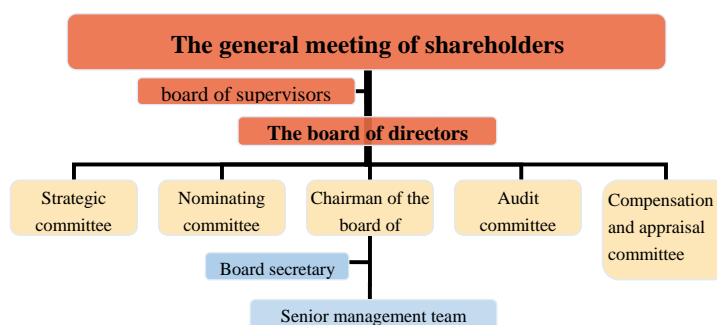 The general meeting of shareholders
board of supervisors
The board of directors
Strategic
committee
Nominating
committee
Chairman of the
board of
Audit
committee
Compensation
and appraisal
committee
Board secretary
Senior management team